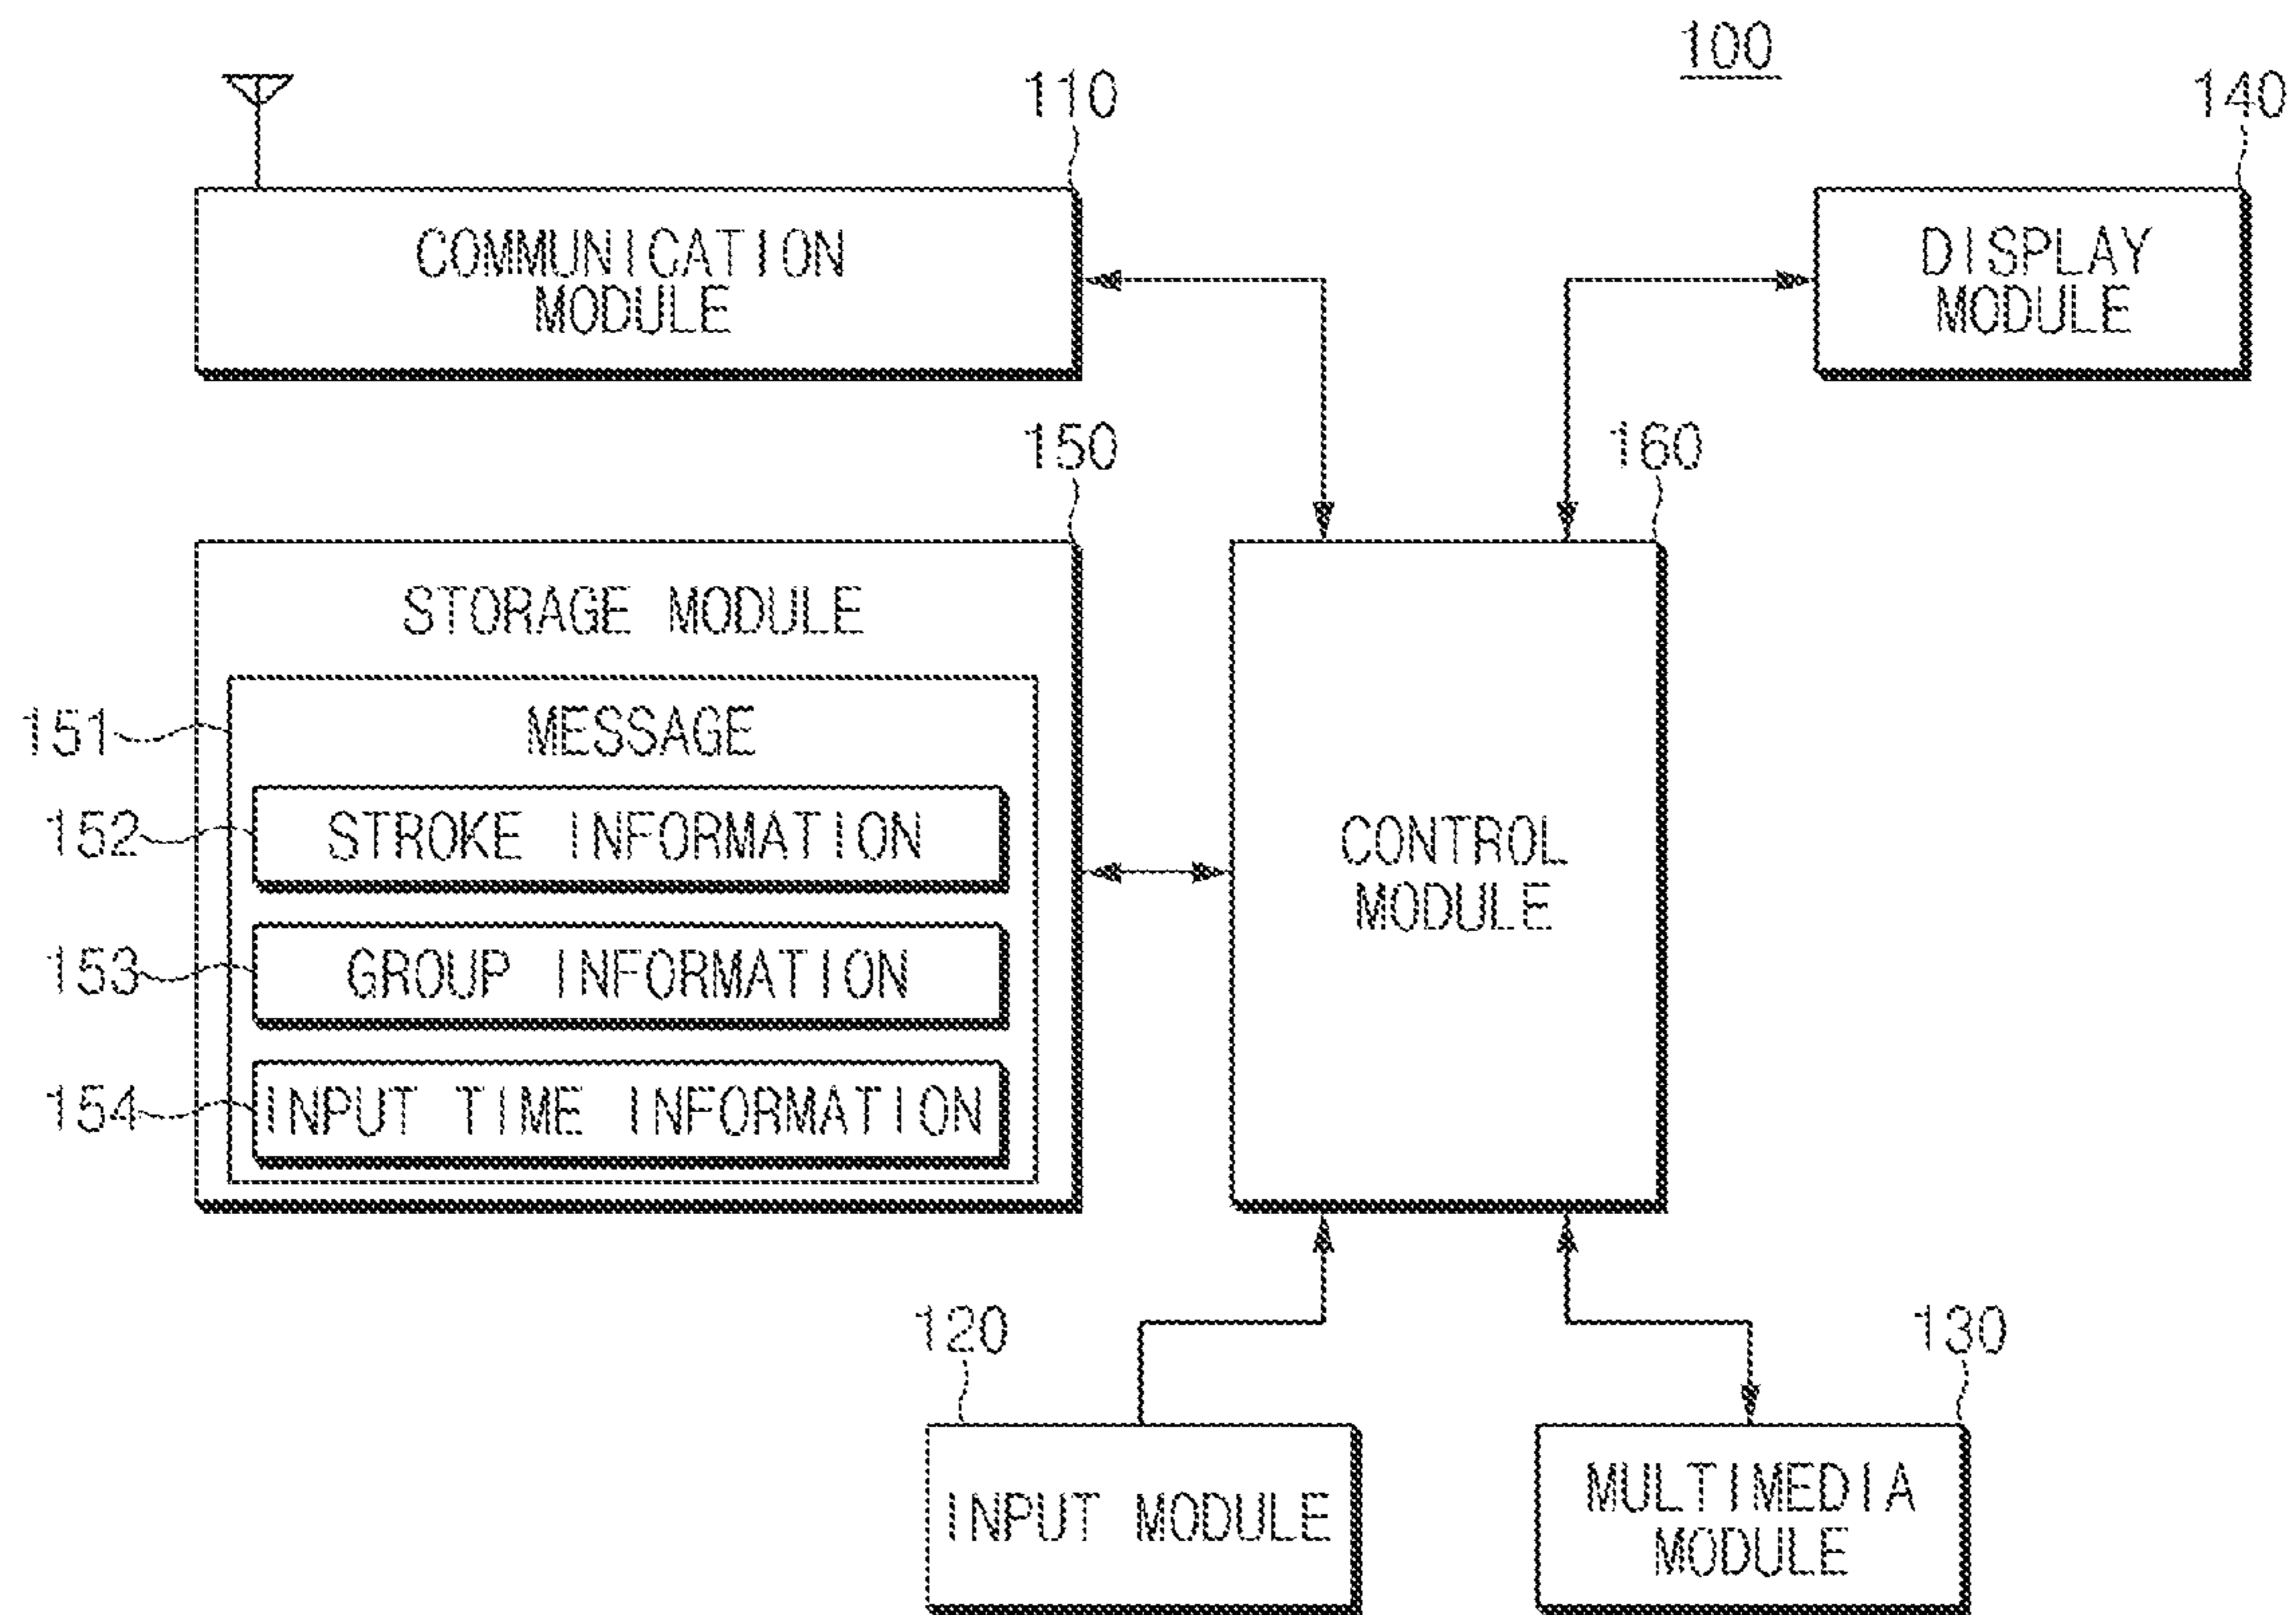 100
110
140
COMMUNICATION
MODULE
DISPLAY
MODULE
150
160
STORAGE MODULE
151
MESSAGE
152
STROKE INFORMATION
CONTROL
MODULE
153
GROUP INFORMATION
154
INPUT TIME INFORMATION
120
130
INPUT MODULE
MULTIMEDIA
MODULE